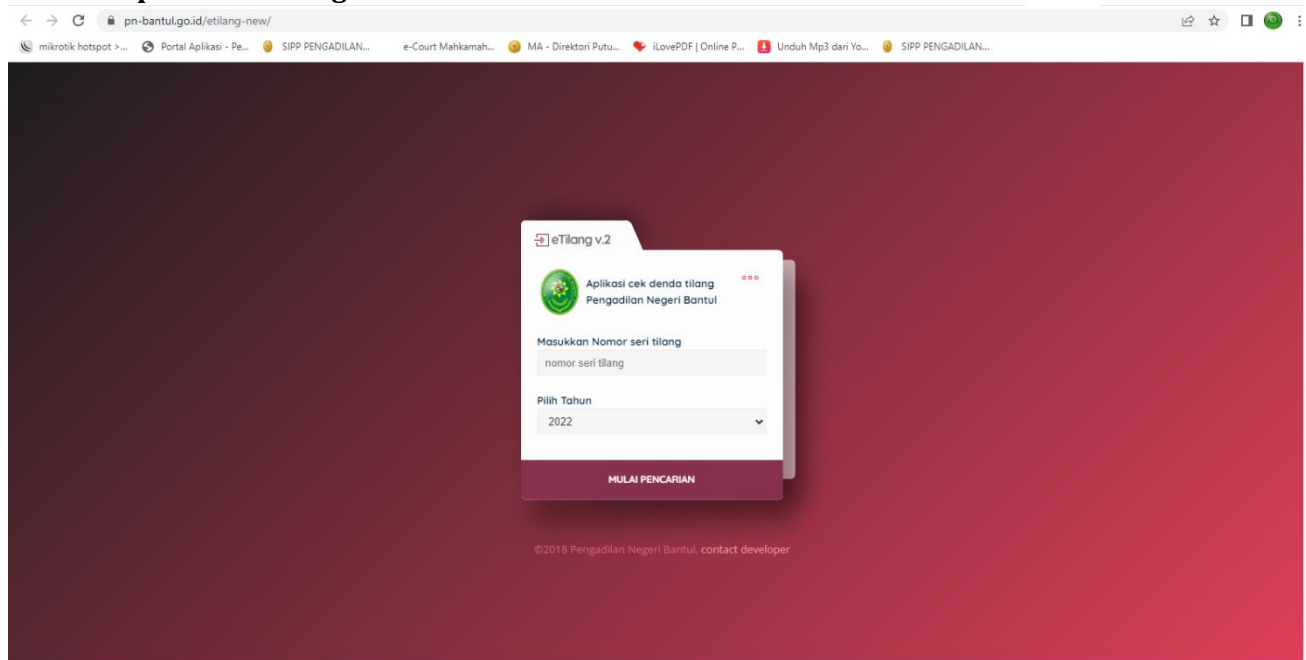 pn-bantul.go.id/etilang-new/
mikrotik hotspot >... Portal Aplikasi - Pe... SIPP PENGADILAN... e-Court Mahkamah... MA - Direktori Putu... iLovePDF | Online P... Unduh Mp3 dari Yo... SIPP PENGADILAN...
eTilang v.2
Aplikasi cek denda tilang
Pengadilan Negeri Bantul
Masukkan Nomor seri tilang
nomor seri tilang
Pilih Tahun
2022
MULAI PENCARIAN
©2018 Pengadilan Negeri Bantul, contact developer